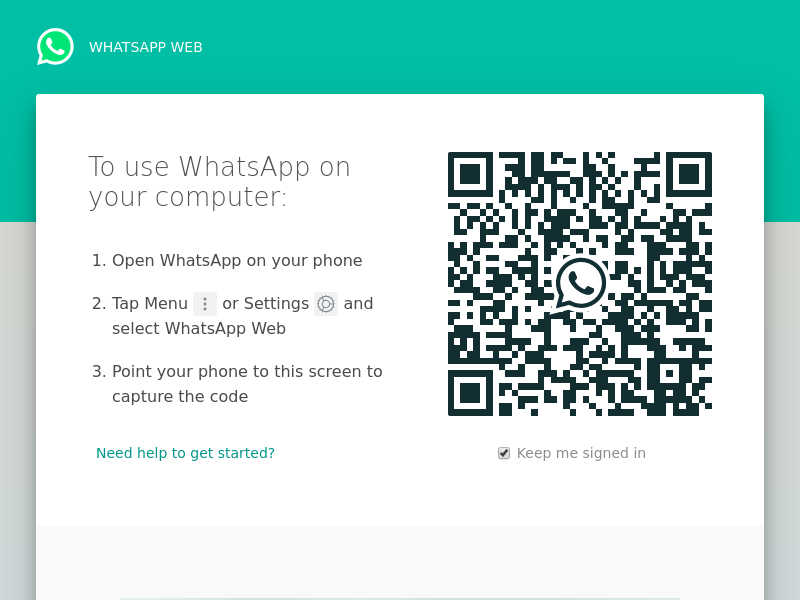 WHATSAPP WEB
To use WhatsApp on
your computer:
1. Open WhatsApp on your phone
2. Tap Menu or Settings and
select WhatsApp Web
3. Point your phone to this screen to
capture the code
Need help to get started?
Keep me signed in